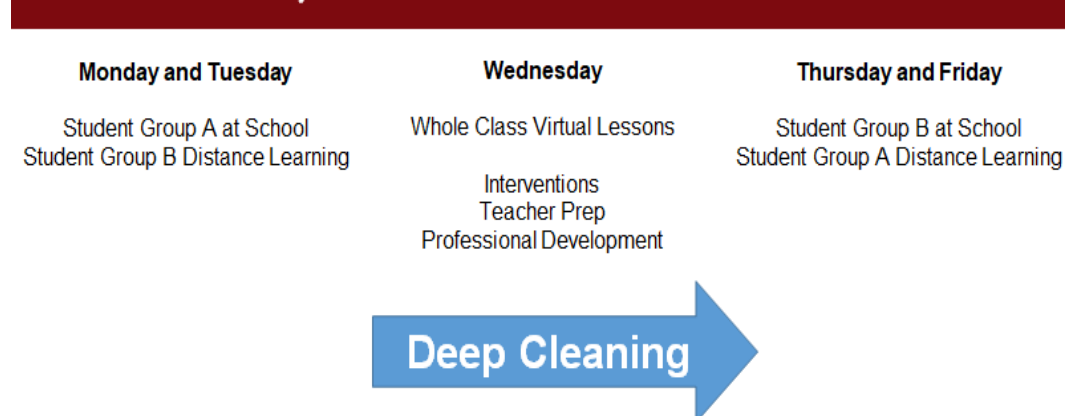 Monday and Tuesday
Student Group A at School
Student Group B Distance Learning
Wednesday
Whole Class Virtual Lessons
Interventions
Teacher Prep
Professional Development
Thursday and Friday
Student Group B at School
Student Group A Distance Learning
Deep Cleaning